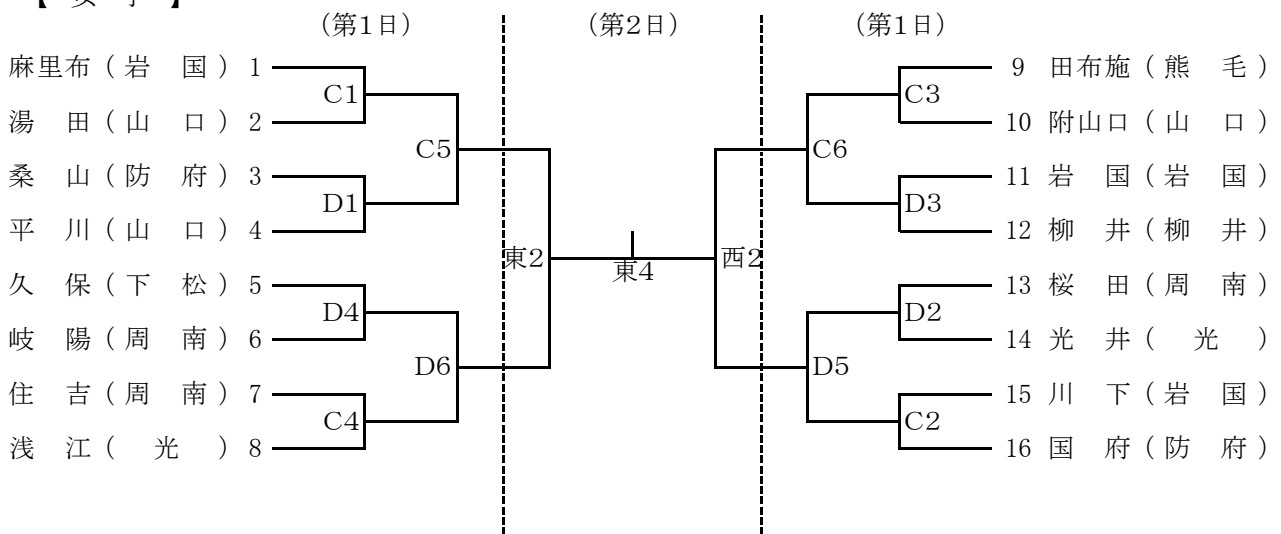 【 女 子 】
(第1日) (第2日) (第1日)
麻里布 ( 岩 国 ) 1 9 田布施 ( 熊 毛 )
C1 C3
湯 田 ( 山 口 ) 2 10 附山口 ( 山 口 )
C5 C6
桑 山 ( 防 府 ) 3 11 岩 国 ( 岩 国 )
D1 D3
平 川 ( 山 口 ) 4 12 柳 井 ( 柳 井 )
東2 東4 西2
久 保 ( 下 松 ) 5 13 桜 田 ( 周 南 )
D4 D2
岐 陽 ( 周 南 ) 6 14 光 井 ( 光 )
D6 D5
住 吉 ( 周 南 ) 7 15 川 下 ( 岩 国 )
C4 C2
浅 江 ( 光 ) 8 16 国 府 ( 防 府 )